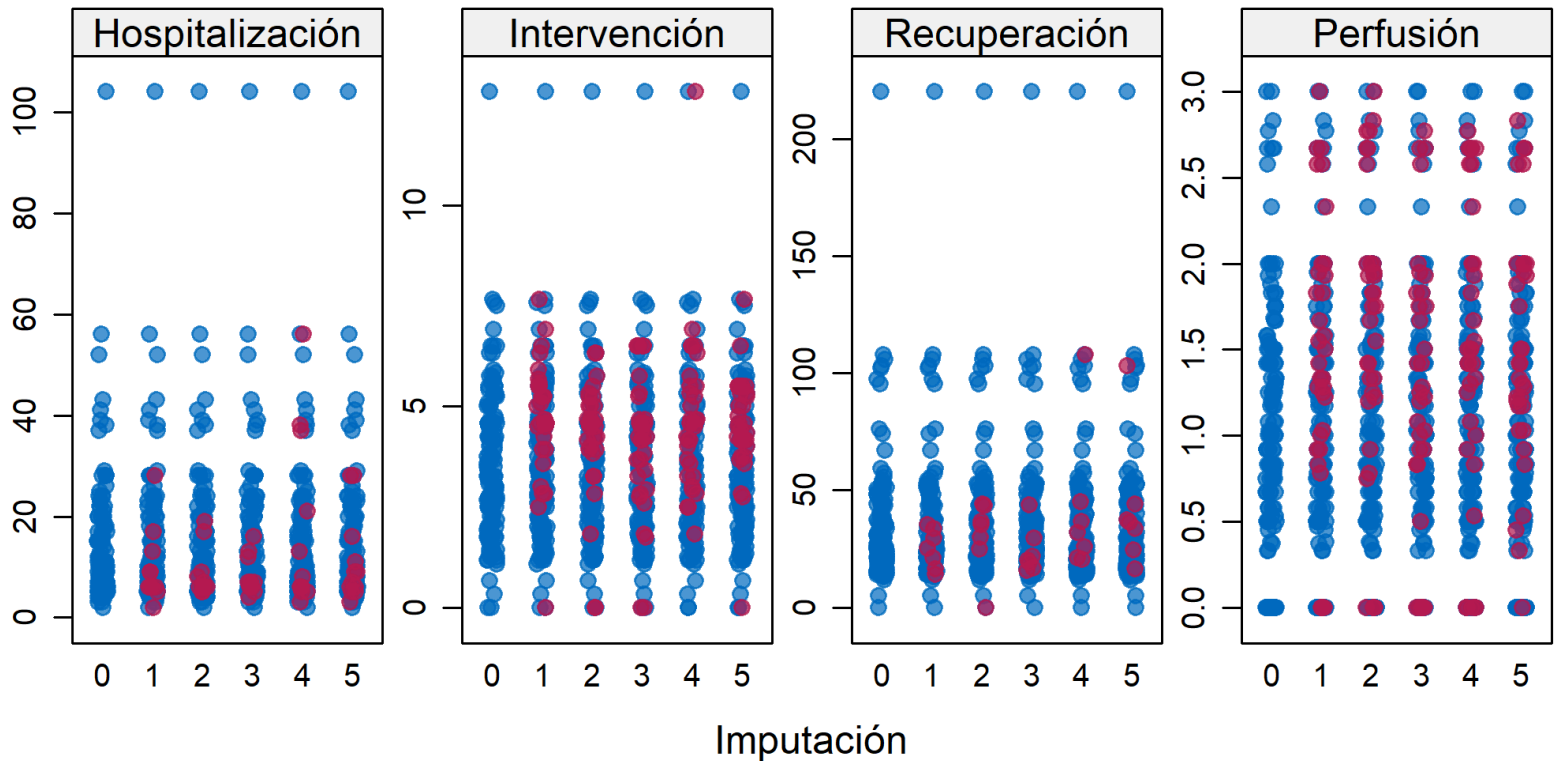 Hospitalización Intervención Recuperación Perfusión
100 80 60 40 20 0
10 5 0
200 150 100 50 0
3.0 2.5 2.0 1.5 1.0 0.5 0.0
0 1 2 3 4 5 0 1 2 3 4 5 0 1 2 3 4 5 0 1 2 3 4 5
Imputación